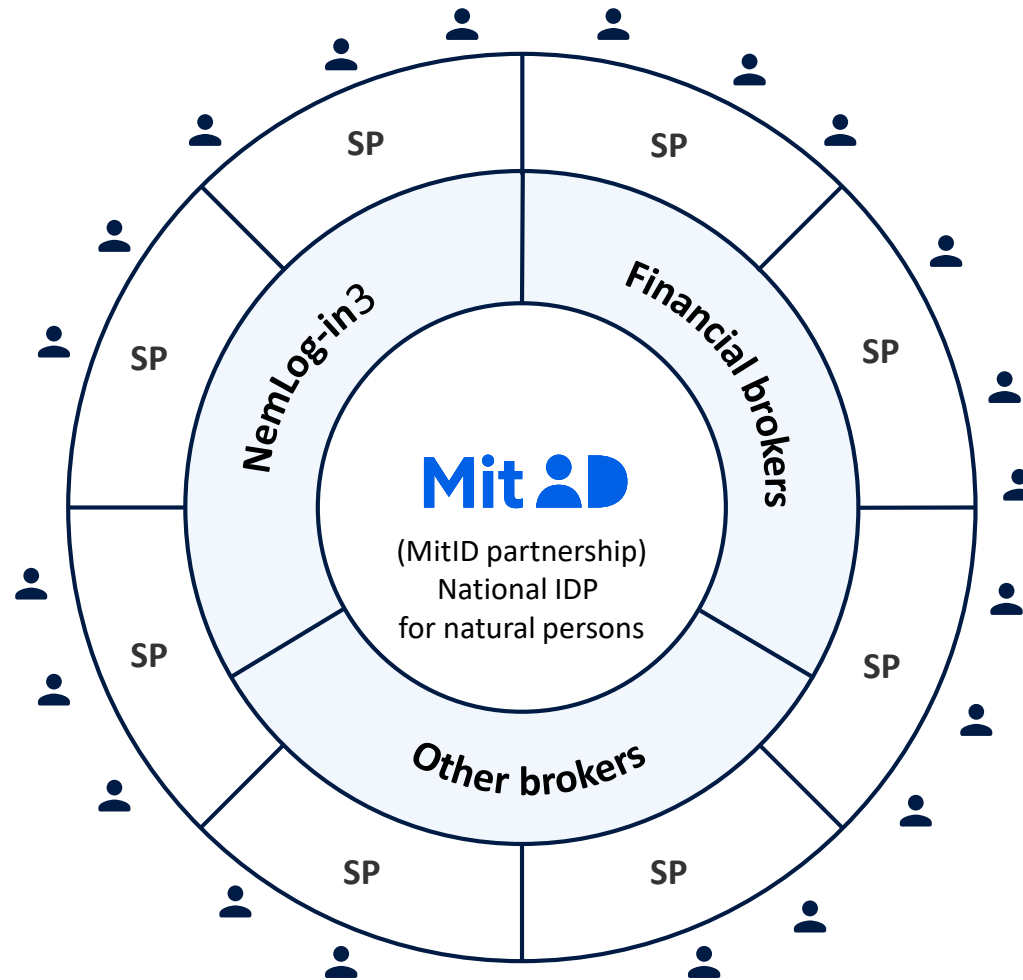 SP
SP
NemLog-in3
Financial brokers
SP
SP
MitID
(MitID partnership)
National IDP
for natural persons
SP
SP
Other brokers
SP
SP